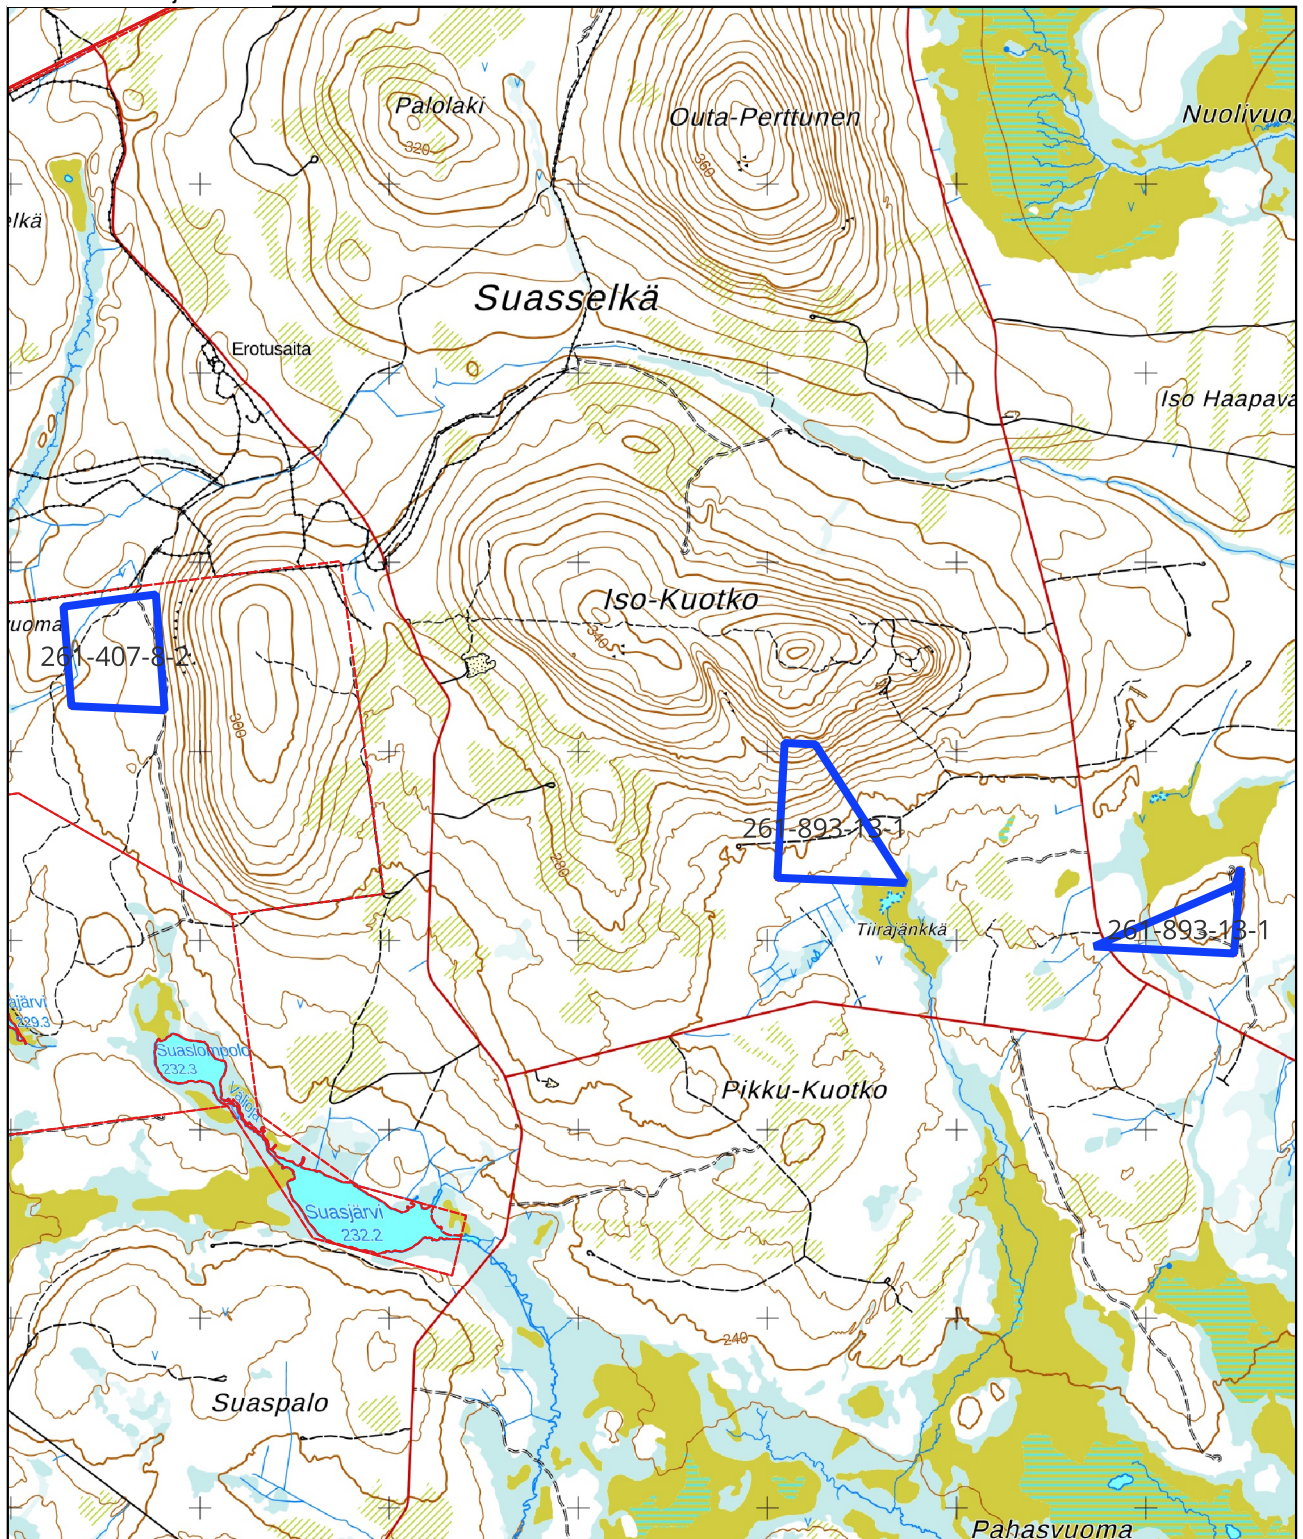 Palolaki
Outa-Perttunen
320
360
elkä
Suasselkä
Erotusaita
Iso-Kuotko
340
uoma
261-407-8-2
300
261-893-13-1
280
Tiirajänkkä
261-893-13-1
ajärvi
229.3
Suaslompolo
232.3
Välioja
Pikku-Kuotko
Suasjärvi
232.2
240
Suaspalo
Pahasvuoma
Nuolivuo
Iso Haapava